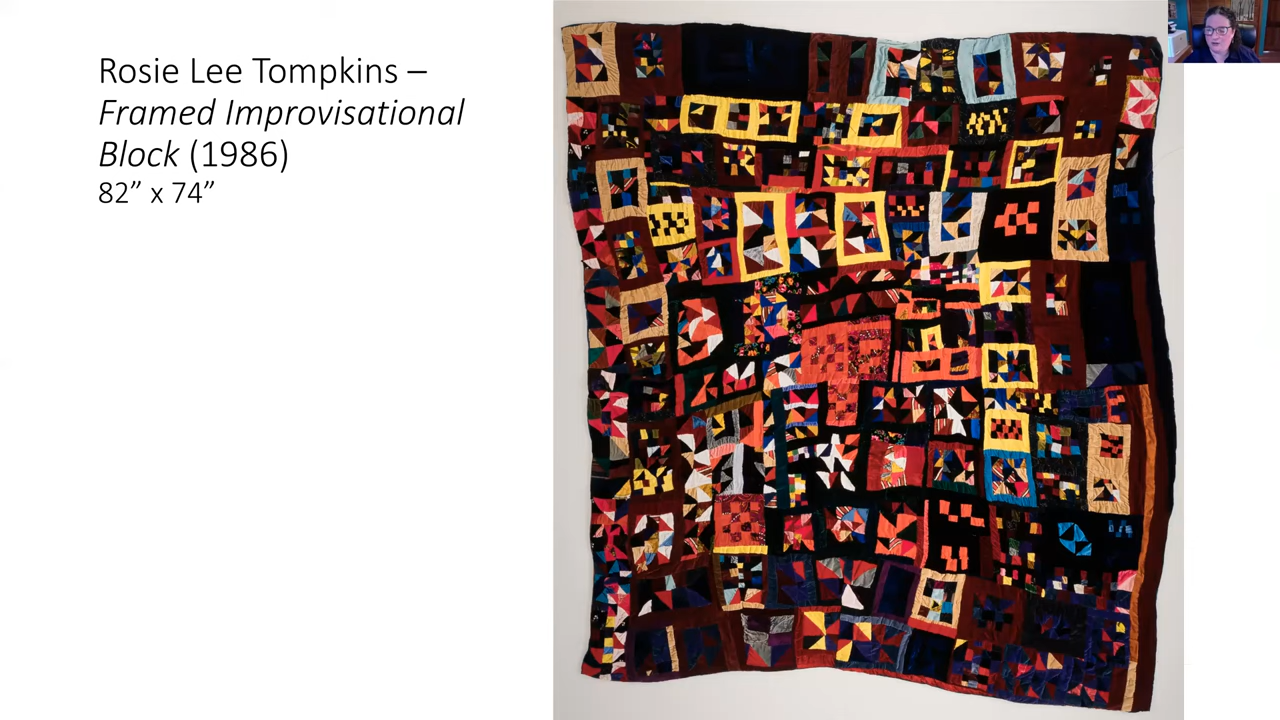 Rosie Lee Tompkins –
Framed Improvisational
Block (1986)
82” x 74”